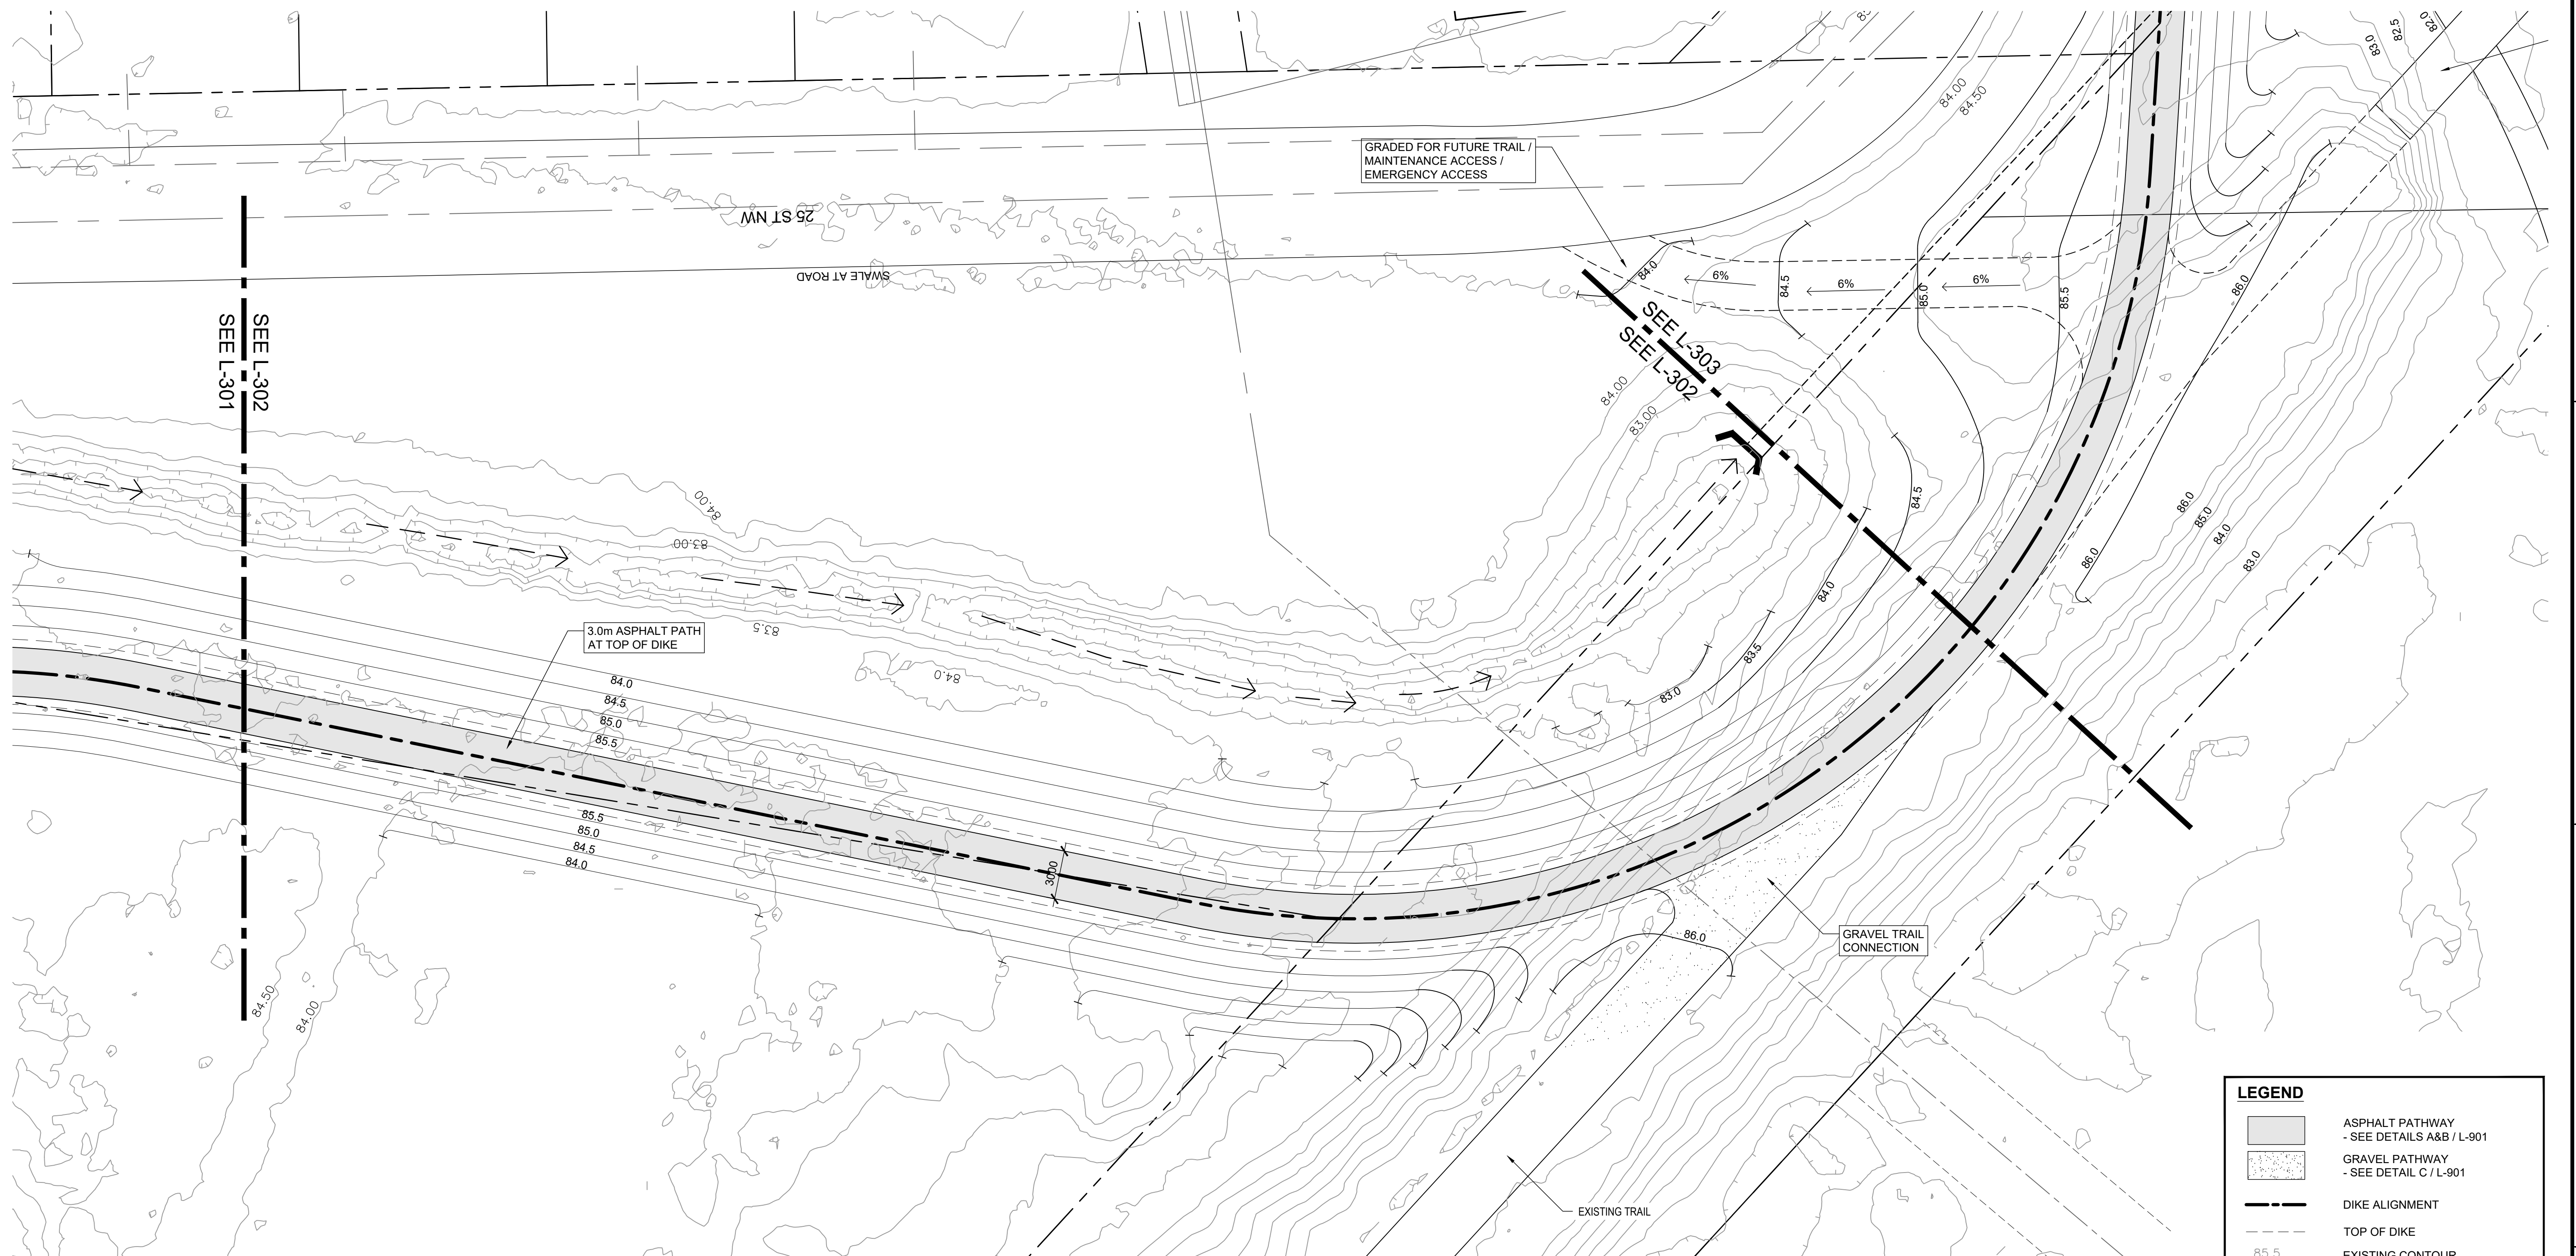 83.0
82.5
82.0
84.00
84.50
GRADED FOR FUTURE TRAIL /
MAINTENANCE ACCESS /
EMERGENCY ACCESS
25 ST NW
SWALE AT ROAD
84.0
6%
84.5
6%
85.0
6%
85.5
86.0
SEE L-301
SEE L-302
SEE L-303
SEE L-302
84.00
83.00
84.00
83.00
84.5
86.0
85.0
84.0
83.0
86.0
84.0
83.5
3.0m ASPHALT PATH
AT TOP OF DIKE
84.0
83.5
83.0
84.0
84.5
85.0
85.5
85.5
85.0
84.5
84.0
3000
GRAVEL TRAIL
CONNECTION
86.0
84.50
84.00
EXISTING TRAIL
LEGEND
ASPHALT PATHWAY
- SEE DETAILS A&B / L-901
GRAVEL PATHWAY
- SEE DETAIL C / L-901
DIKE ALIGNMENT
TOP OF DIKE
85.5
EXISTING CONTOUR